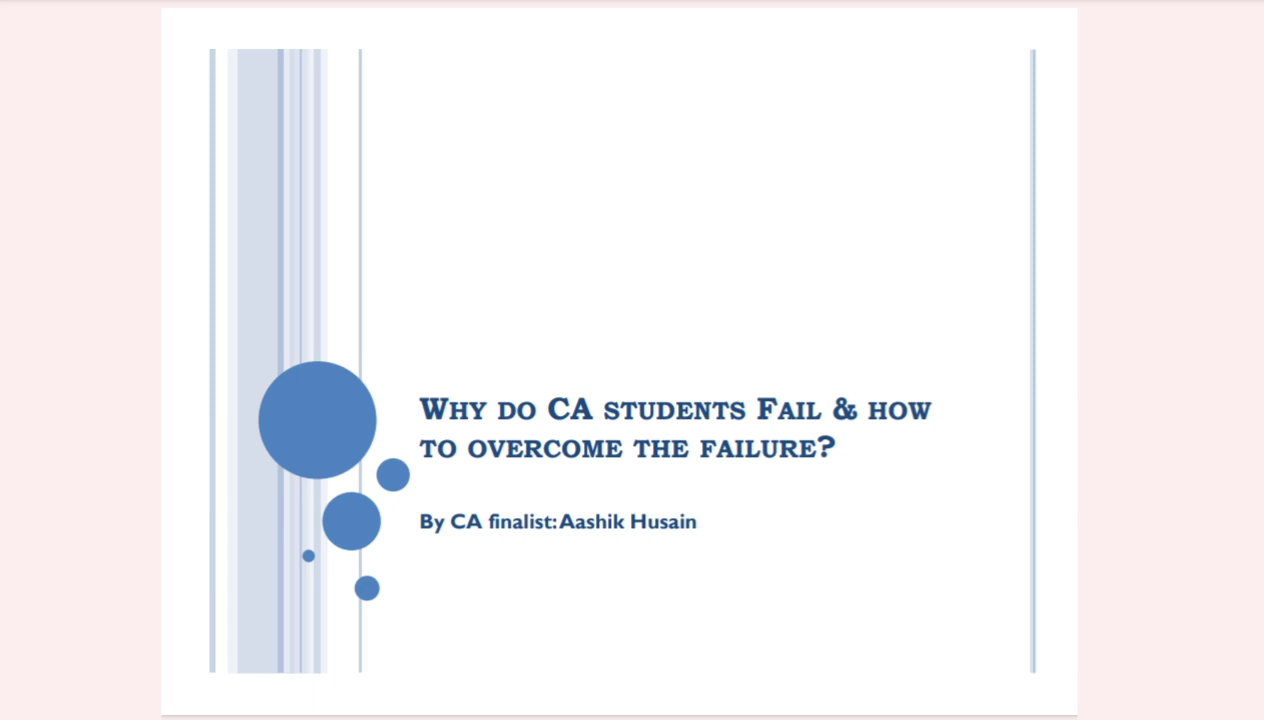 Why do CA students Fail & how
to overcome the failure?
By CA finalist: Aashik Husain